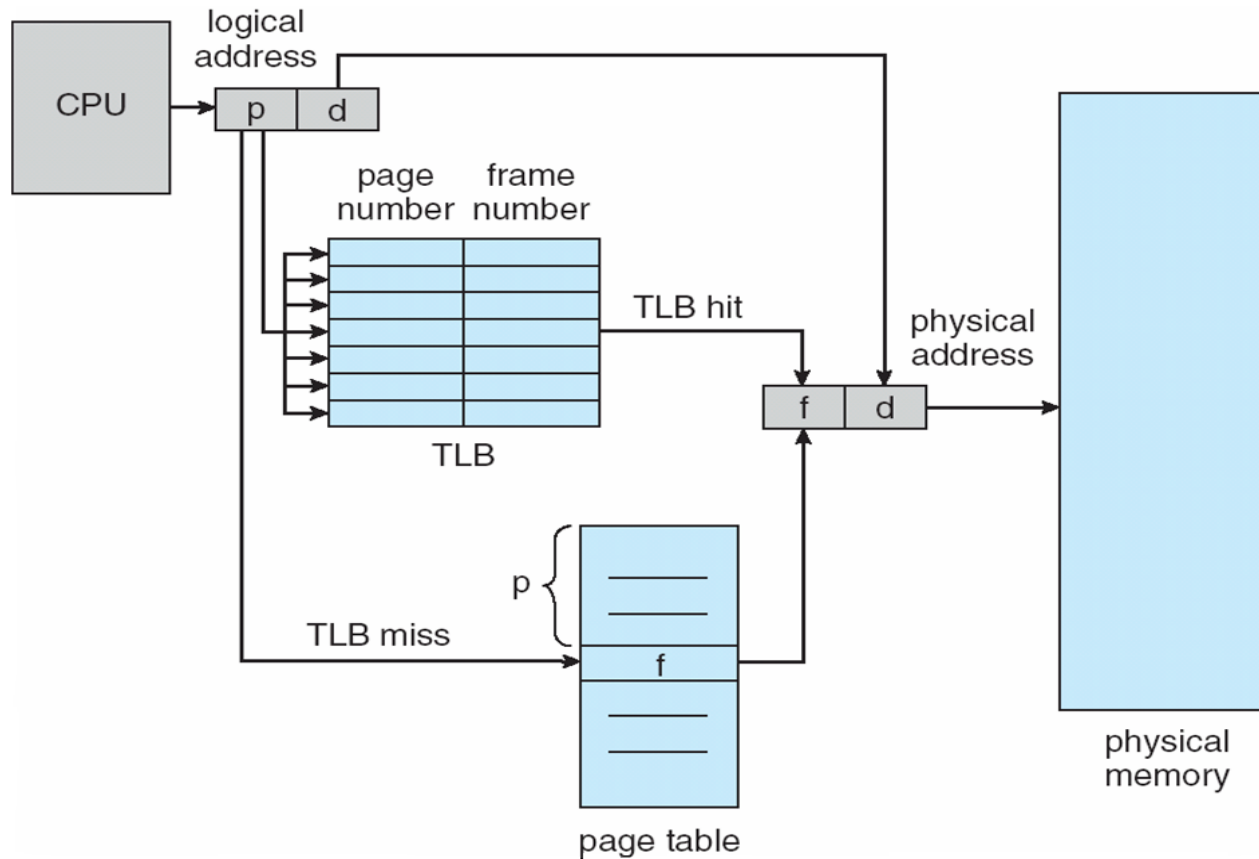 logical
address
CPU
p
d
page
number
frame
number
TLB hit
physical
address
f
d
TLB
p
TLB miss
f
physical
memory
page table